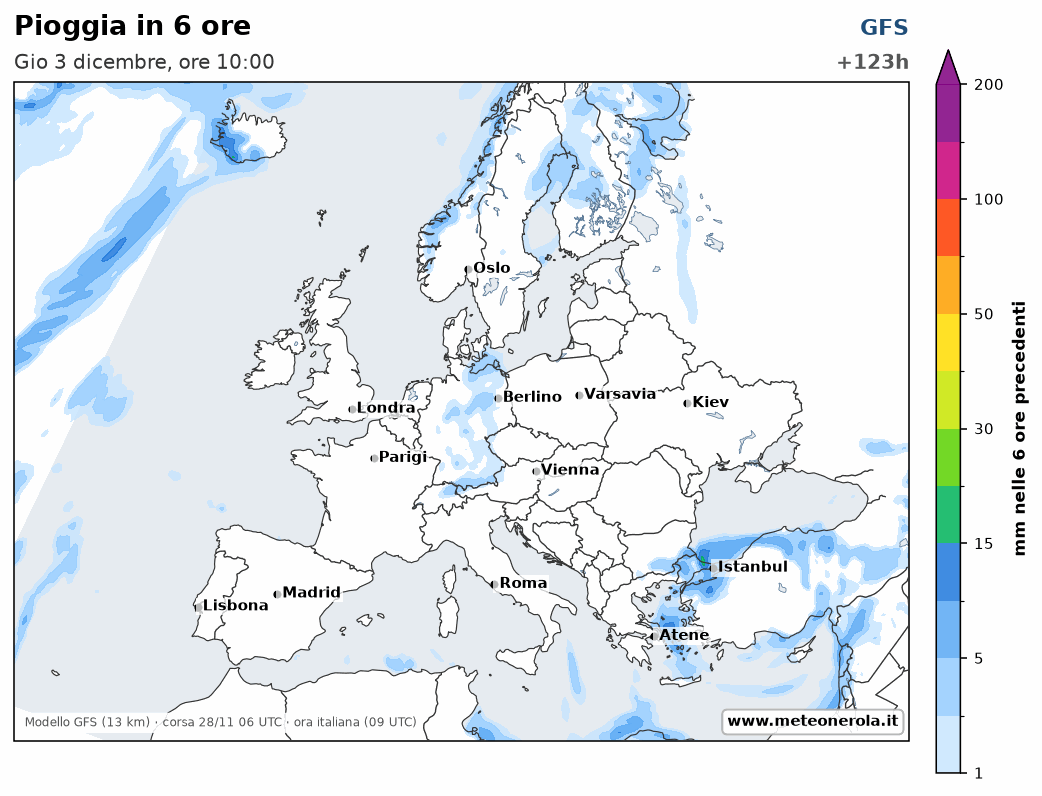 Pioggia in 6 ore
GFS
Gio 3 dicembre, ore 10:00
+123h
200
100
50
30
15
5
1
mm nelle 6 ore precedenti
Oslo
Berlino
Varsavia
Kiev
Londra
Parigi
Vienna
Istanbul
Roma
Madrid
Lisbona
Atene
Modello GFS (13 km) · corsa 28/11 06 UTC · ora italiana (09 UTC)
www.meteonerola.it